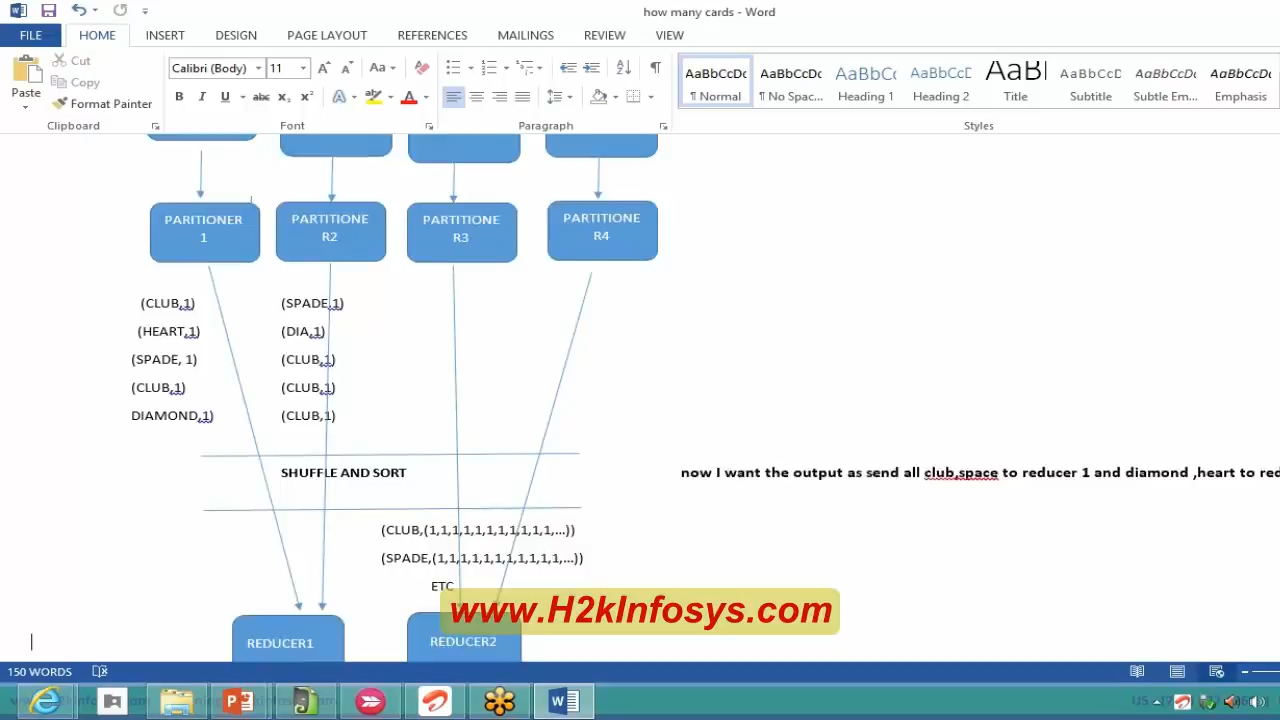 how many cards - Word
FILE HOME INSERT DESIGN PAGE LAYOUT REFERENCES MAILINGS REVIEW VIEW
Paste
Cut
Copy
Format Painter
Clipboard
Calibri (Body) 11
Font
Paragraph
AaBbCcDc
¶ Normal
AaBbCcDc
¶ No Spac...
AaBbCc
Heading 1
AaBbCcD
Heading 2
AaB
Title
AaBbCcD
Subtitle
AaBbCcDc
Subtle Em...
AaBbCcDc
Emphasis
Styles
PARITIONER
1
PARTITIONE
R2
PARTITIONE
R3
PARTITIONE
R4
(CLUB,1) (SPADE,1)
(HEART,1) (DIA,1)
(SPADE, 1) (CLUB,1)
(CLUB,1) (CLUB,1)
DIAMOND,1) (CLUB,1)
SHUFFLE AND SORT
now I want the output as send all club,space to reducer 1 and diamond ,heart to red
(CLUB,(1,1,1,1,1,1,1,1,1,1,1,...))
(SPADE,(1,1,1,1,1,1,1,1,1,1,1,...))
ETC
www.H2kInfosys.com
REDUCER1 REDUCER2
150 WORDS